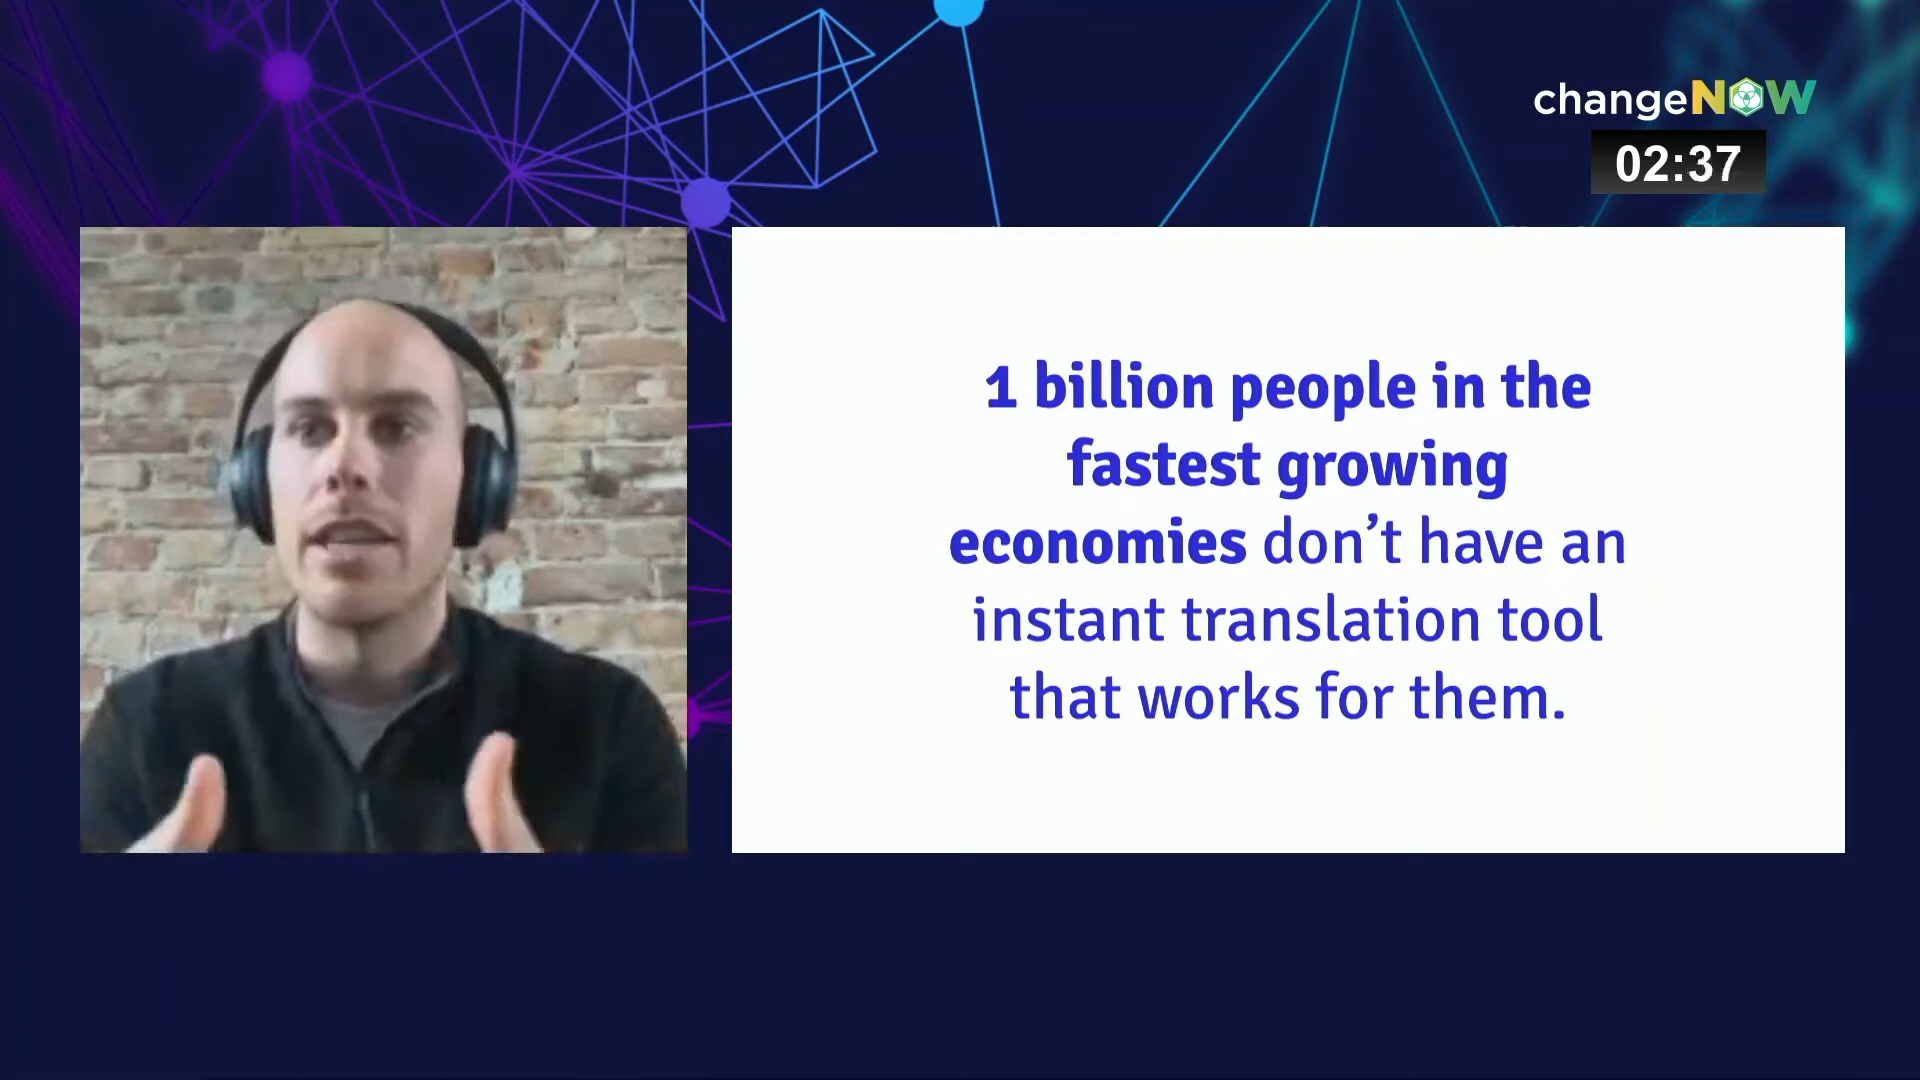 changeNOW
02:37
1 billion people in the
fastest growing
economies don’t have an
instant translation tool
that works for them.